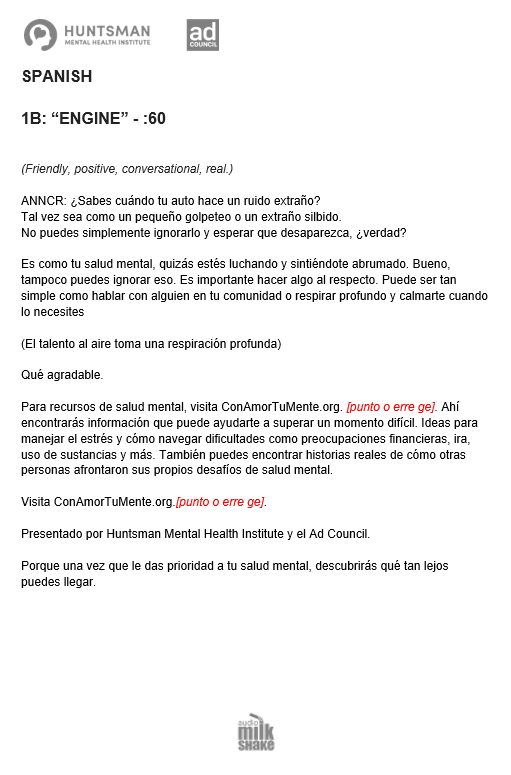 HUNTSMAN
MENTAL HEALTH INSTITUTE
ad
COUNCIL
SPANISH
1B: “ENGINE” - :60
(Friendly, positive, conversational, real.)
ANNCR: ¿Sabes cuándo tu auto hace un ruido extraño?
Tal vez sea como un pequeño golpeteo o un extraño silbido.
No puedes simplemente ignorarlo y esperar que desaparezca, ¿verdad?
Es como tu salud mental, quizás estés luchando y sintiéndote abrumado. Bueno,
tampoco puedes ignorar eso. Es importante hacer algo al respecto. Puede ser tan
simple como hablar con alguien en tu comunidad o respirar profundo y calmarte cuando
lo necesites
(El talento al aire toma una respiración profunda)
Qué agradable.
Para recursos de salud mental, visita ConAmorTuMente.org. [punto o erre ge]. Ahí
encontrarás información que puede ayudarte a superar un momento difícil. Ideas para
manejar el estrés y cómo navegar dificultades como preocupaciones financieras, ira,
uso de sustancias y más. También puedes encontrar historias reales de cómo otras
personas afrontaron sus propios desafíos de salud mental.
Visita ConAmorTuMente.org.[punto o erre ge].
Presentado por Huntsman Mental Health Institute y el Ad Council.
Porque una vez que le das prioridad a tu salud mental, descubrirás qué tan lejos
puedes llegar.
audio
milk
SHAKE